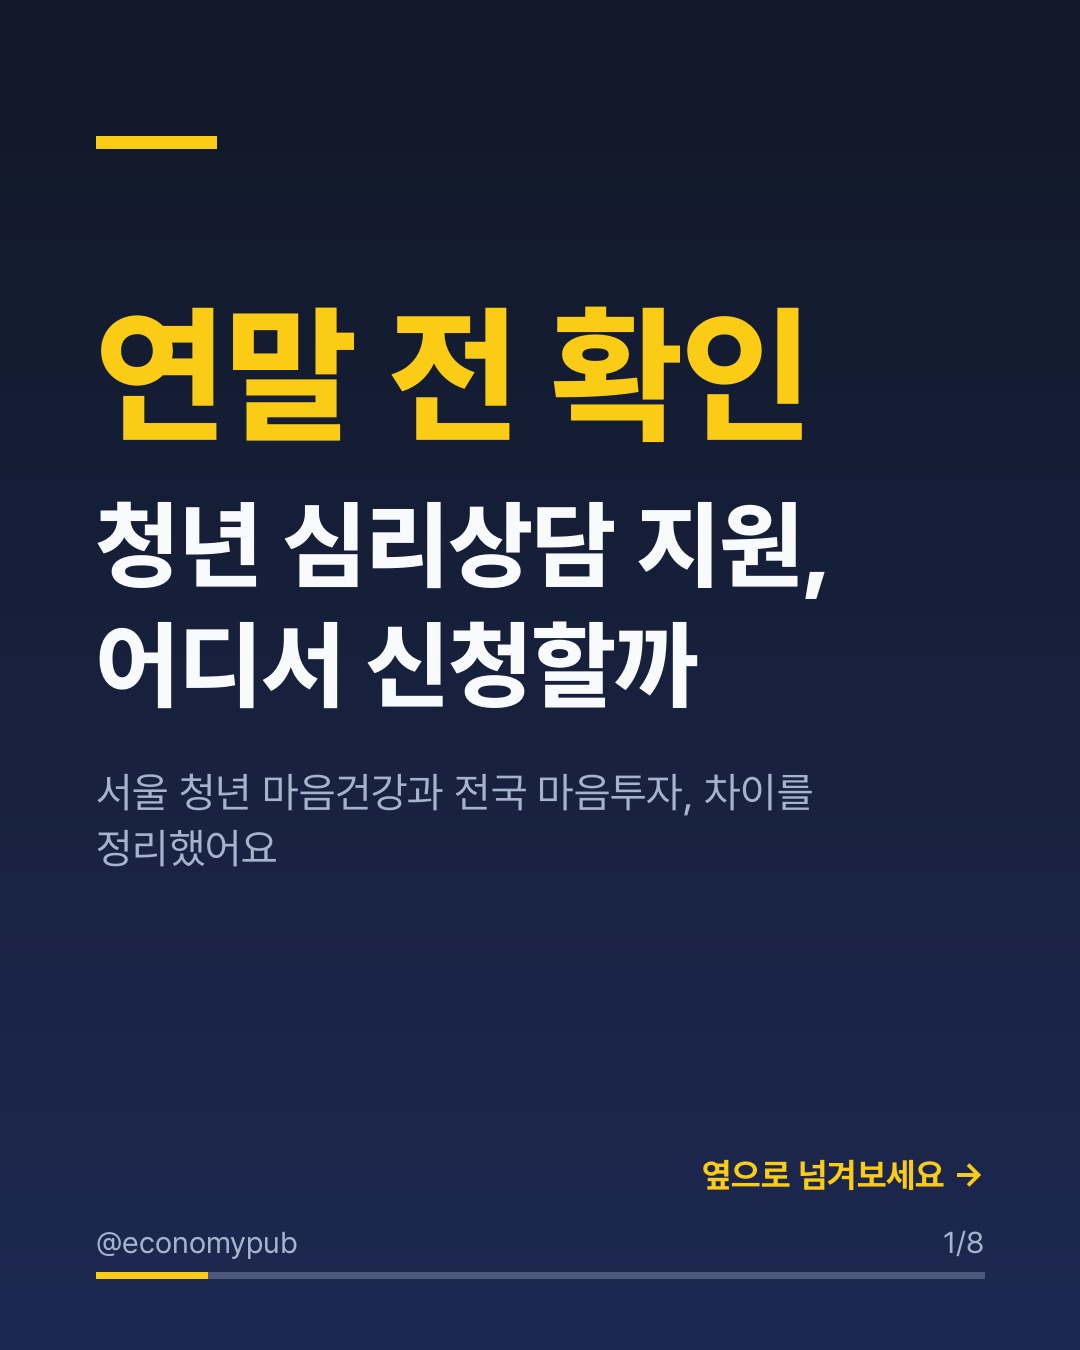 연말 전 확인
청년 심리상담 지원,
어디서 신청할까
서울 청년 마음건강과 전국 마음투자, 차이를
정리했어요
옆으로 넘겨보세요 →
@economypub
1/8